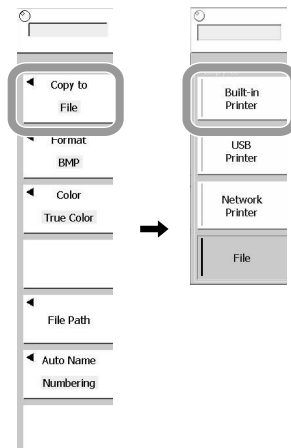 Copy to
File
Format
BMP
Color
True Color
File Path
Auto Name
Numbering
Built-in
Printer
USB
Printer
Network
Printer
File